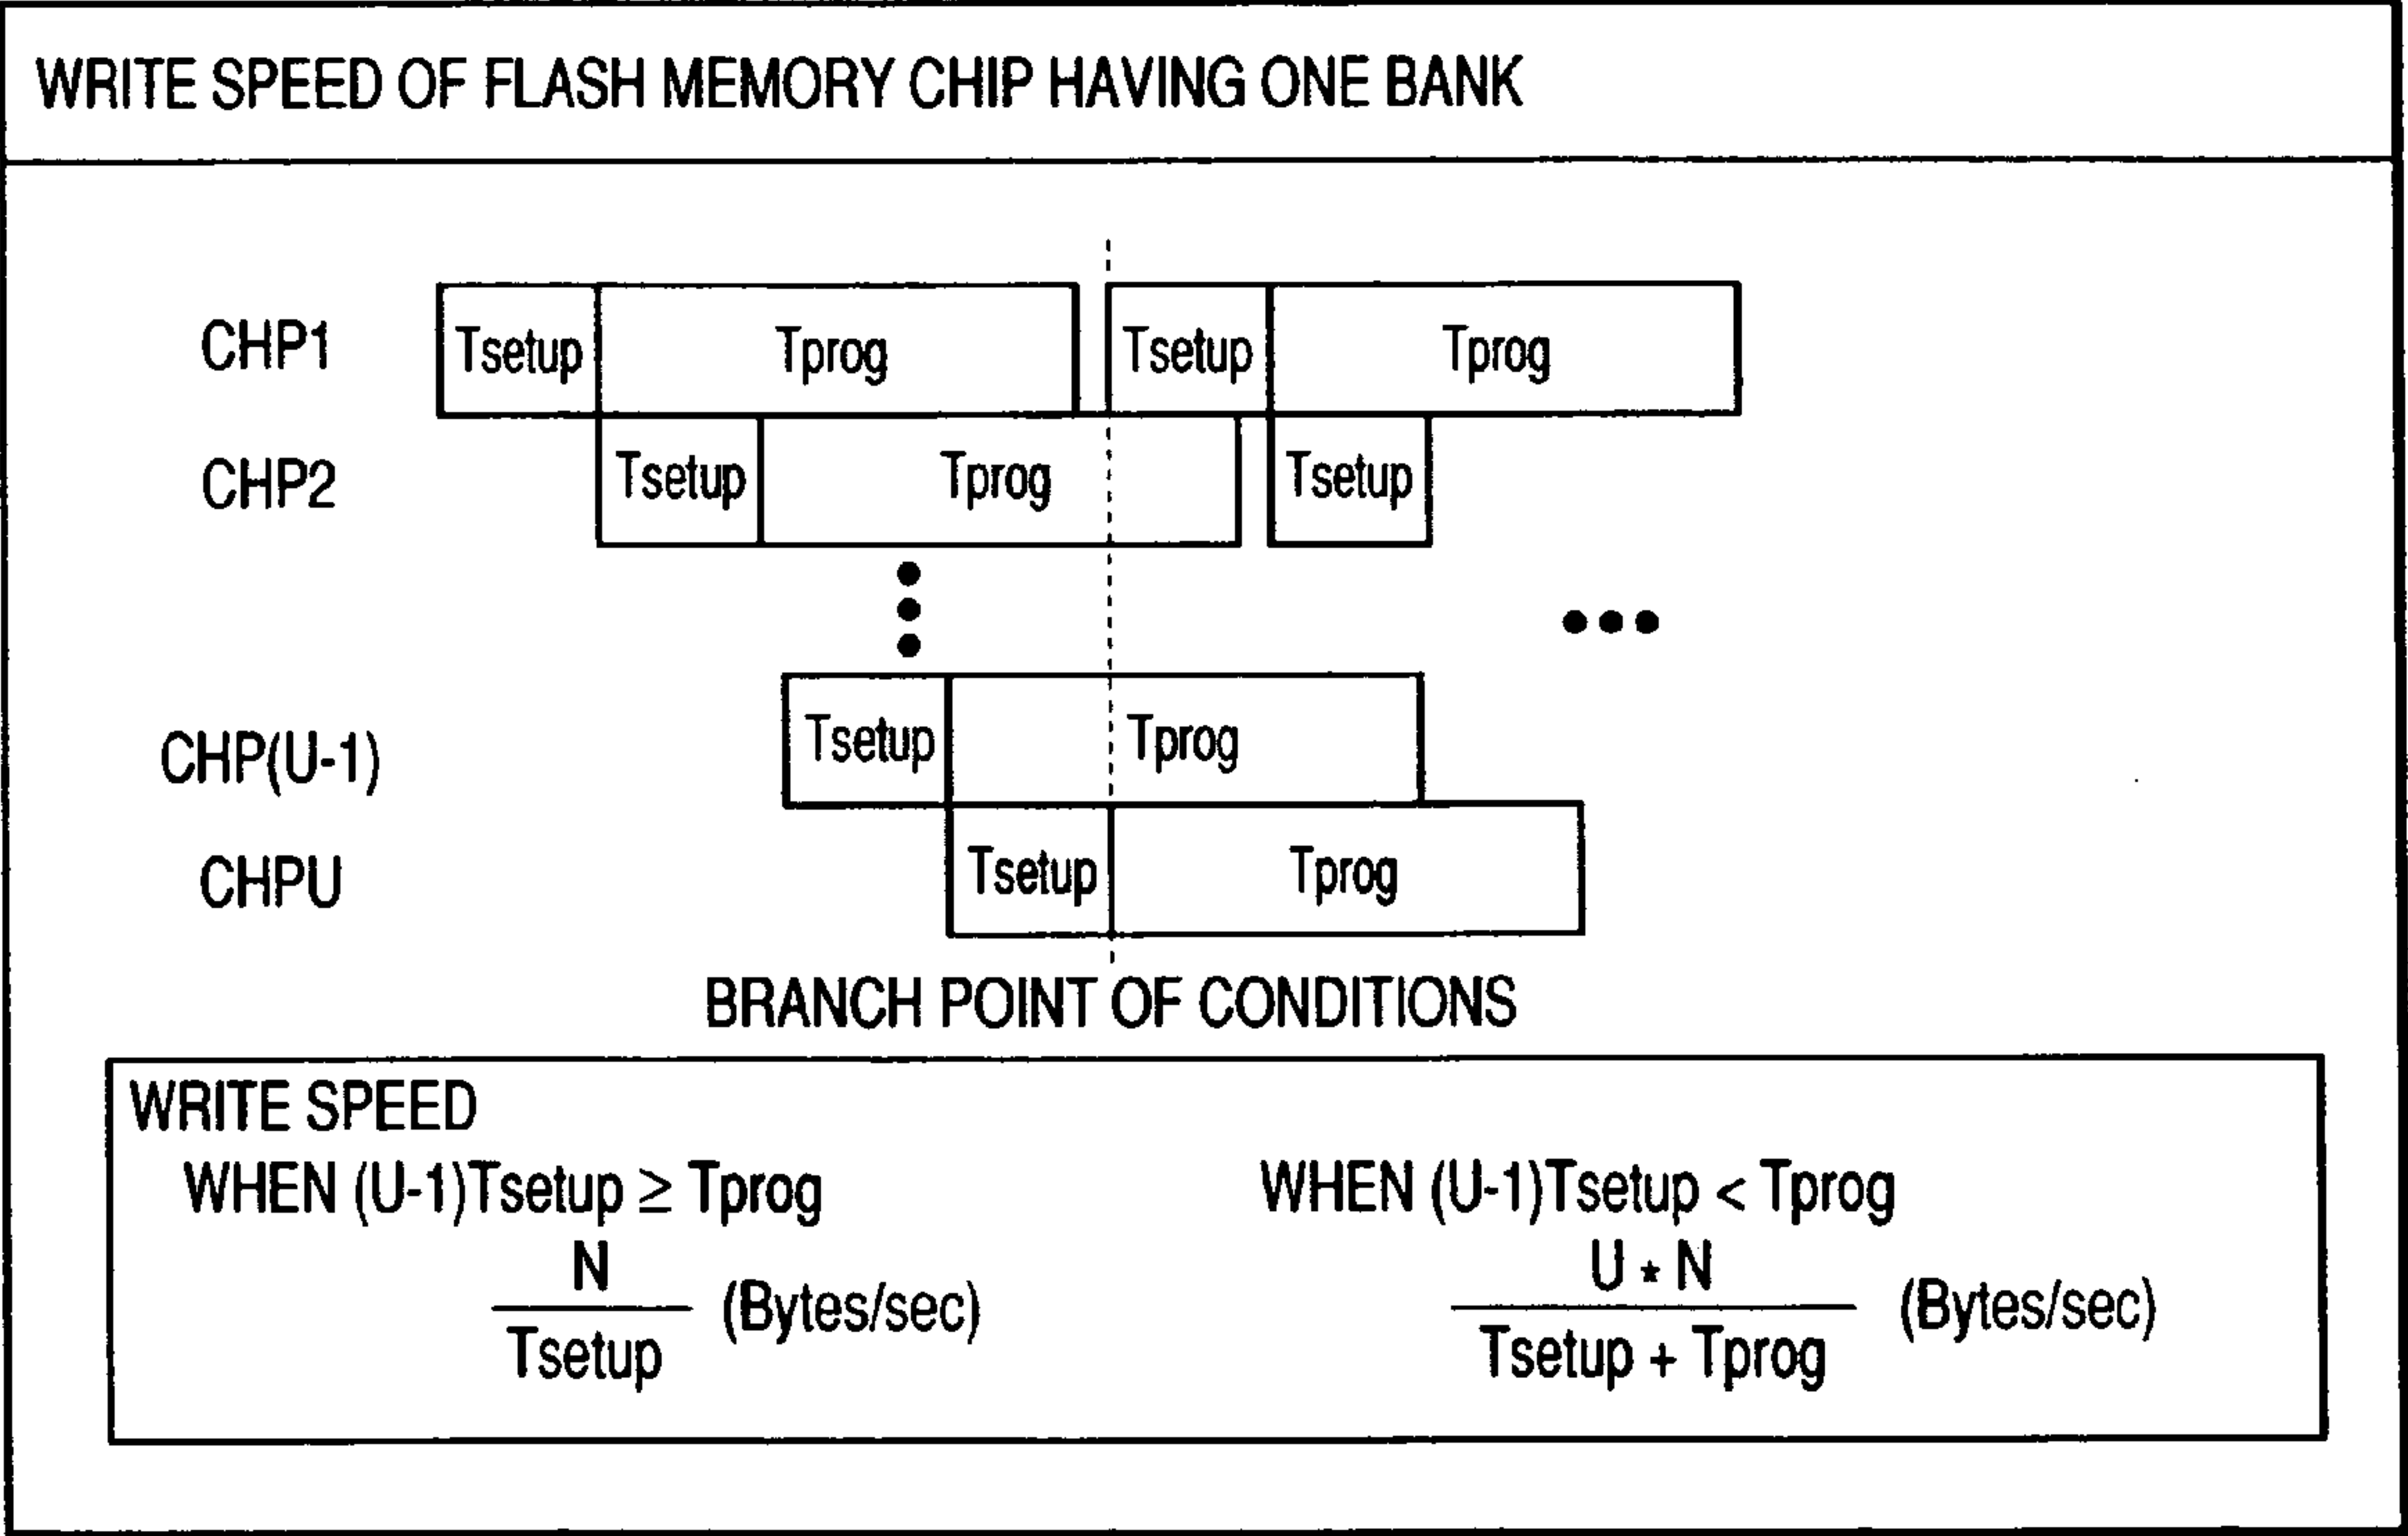 WRITE SPEED OF FLASH MEMORY CHIP HAVING ONE BANK
CHP1 Tsetup Tprog Tsetup Tprog
CHP2 Tsetup Tprog Tsetup
CHP(U-1) Tsetup Tprog
CHPU Tsetup Tprog
BRANCH POINT OF CONDITIONS
WRITE SPEED
WHEN (U-1)Tsetup ≥ Tprog
N
Tsetup
(Bytes/sec)
WHEN (U-1)Tsetup < Tprog
U * N
Tsetup + Tprog
(Bytes/sec)